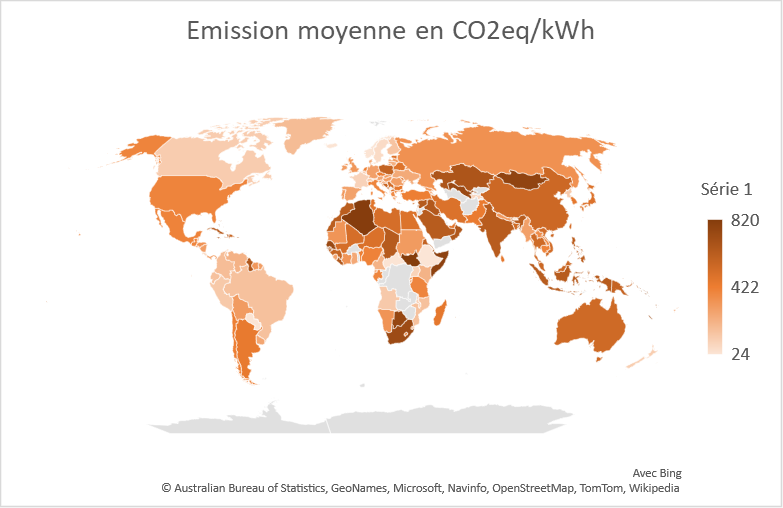 Emission moyenne en CO2eq/kWh
Série 1
820
422
24
Avec Bing
© Australian Bureau of Statistics, GeoNames, Microsoft, Navinfo, OpenStreetMap, TomTom, Wikipedia